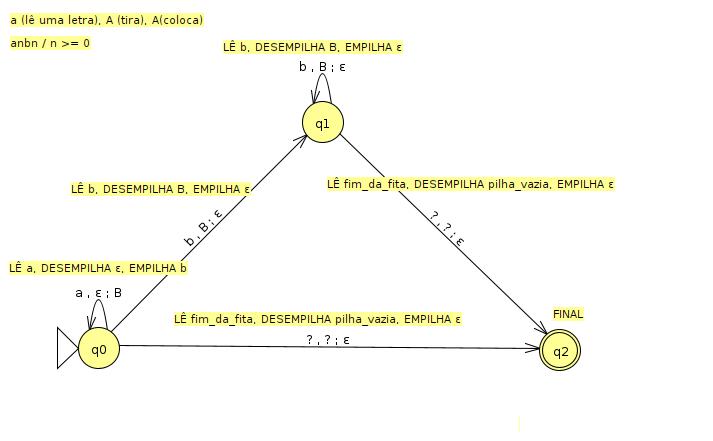 a (lê uma letra), A (tira), A(coloca)
anbn / n >= 0
LÊ b, DESEMPILHA B, EMPILHA ε
b , B ; ε
q1
LÊ b, DESEMPILHA B, EMPILHA ε
LÊ fim_da_fita, DESEMPILHA pilha_vazia, EMPILHA ε
b , B ; ε
? , ? ; ε
LÊ a, DESEMPILHA ε, EMPILHA b
a , ε ; B
LÊ fim_da_fita, DESEMPILHA pilha_vazia, EMPILHA ε
FINAL
? , ? ; ε
q0
q2